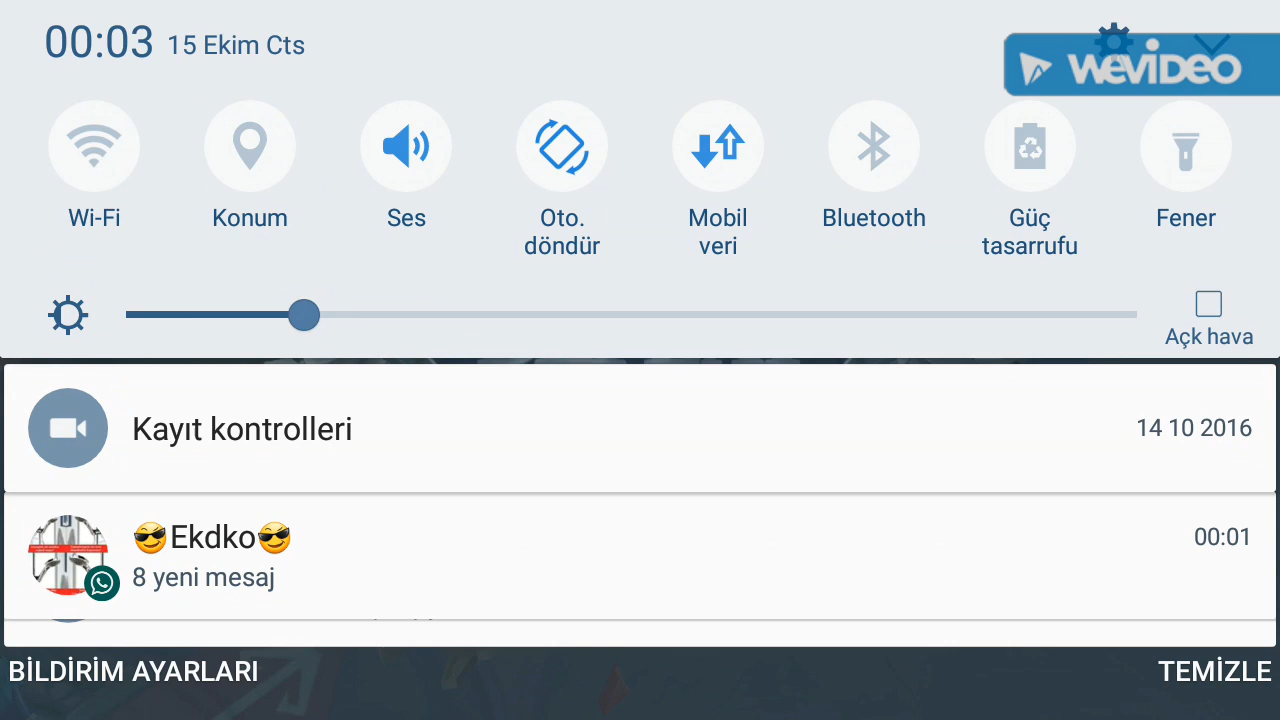 00:03 15 Ekim Cts
WeVideo
Wi-Fi Konum Ses Oto. döndür Mobil veri Bluetooth Güç tasarrufu Fener
Açk hava
Kayıt kontrolleri 14 10 2016
😎Ekdko😎 00:01
8 yeni mesaj
BİLDİRİM AYARLARI TEMİZLE